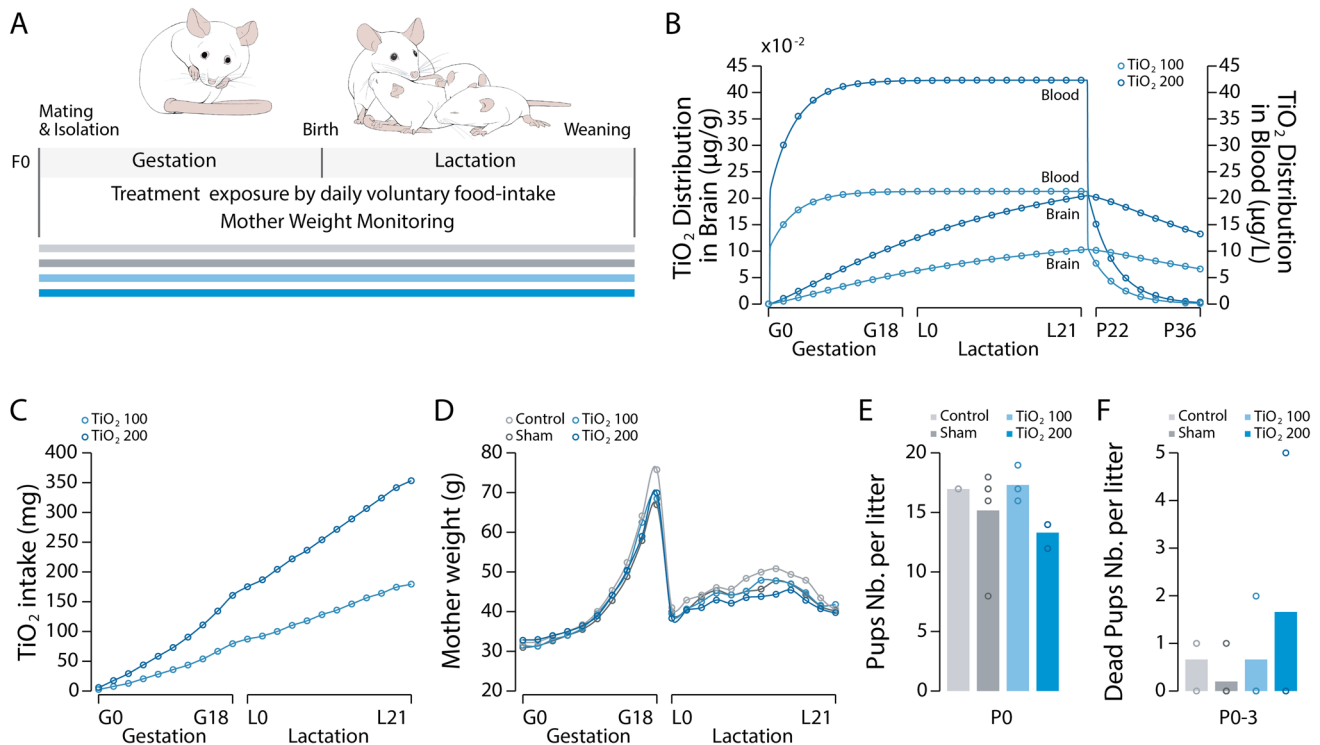 A
Mating
& Isolation
Birth
Weaning
F0
Gestation
Lactation
Treatment exposure by daily voluntary food-intake
Mother Weight Monitoring
B
x10-2
TiO2 100
TiO2 200
TiO2 Distribution
in Brain (µg/g)
45
40
35
30
25
20
15
10
5
0
Blood
Blood
Brain
Brain
45
40
35
30
25
20
15
10
5
0
TiO2 Distribution
in Blood (µg/L)
G0
G18
L0
L21
P22
P36
Gestation
Lactation
C
TiO2 100
TiO2 200
TiO2 intake (mg)
400
350
300
250
200
150
100
50
0
G0
G18
L0
L21
Gestation
Lactation
D
Control
TiO2 100
Sham
TiO2 200
Mother weight (g)
80
70
60
50
40
30
20
G0
G18
L0
L21
Gestation
Lactation
E
Control
TiO2 100
Sham
TiO2 200
Pups Nb. per litter
20
15
10
5
0
P0
F
Control
TiO2 100
Sham
TiO2 200
Dead Pups Nb. per litter
5
4
3
2
1
0
P0-3